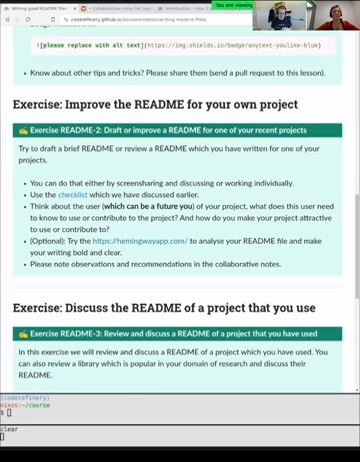 Writing good README files
Collaborative notes for
Introduction
You are viewing
coderefinery.github.io/documentation/writing-readme-files/
![please replace with alt text](https://img.shields.io/badge/anytext-youlike-blue)
• Know about other tips and tricks? Please share them (send a pull request to this lesson).
Exercise: Improve the README for your own project
✍️ Exercise README-2: Draft or improve a README for one of your recent projects
Try to draft a brief README or review a README which you have written for one of your
projects.
• You can do that either by screensharing and discussing or working individually.
• Use the checklist which we have discussed earlier.
• Think about the user (which can be a future you) of your project, what does this user need
to know to use or contribute to the project? And how do you make your project attractive
to use or contribute to?
• (Optional): Try the https://hemingwayapp.com/ to analyse your README file and make
your writing bold and clear.
• Please note observations and recommendations in the collaborative notes.
Exercise: Discuss the README of a project that you use
✍️ Exercise README-3: Review and discuss a README of a project that you have used
In this exercise we will review and discuss a README of a project which you have used. You
can also review a library which is popular in your domain of research and discuss their
README.
(coderefinery)
nixos:~/course
$
clear